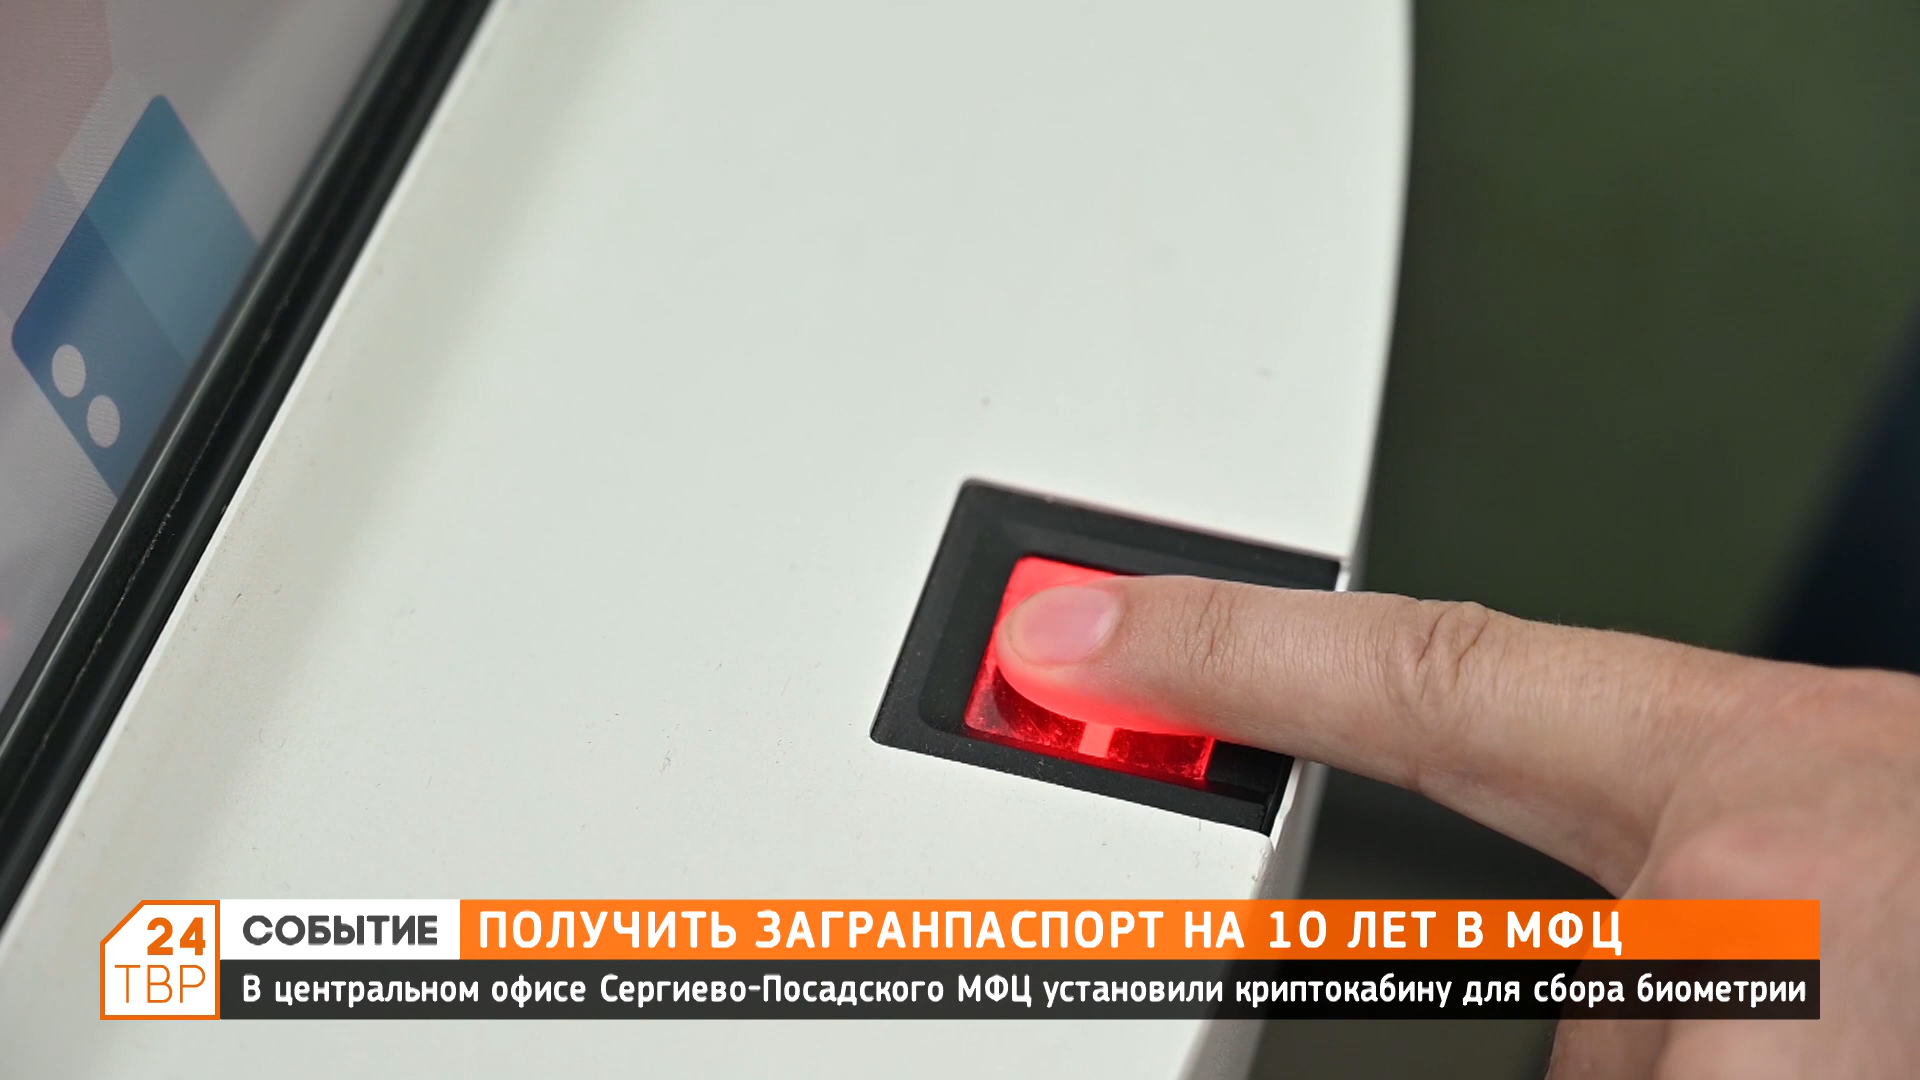 24
ТВР
СОБЫТИЕ
ПОЛУЧИТЬ ЗАГРАНПАСПОРТ НА 10 ЛЕТ В МФЦ
В центральном офисе Сергиево-Посадского МФЦ установили криптокабину для сбора биометрии